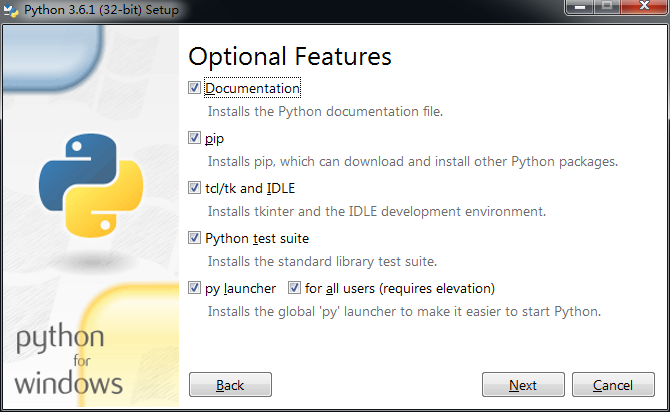 Python 3.6.1 (32-bit) Setup
Optional Features
Documentation
Installs the Python documentation file.
pip
Installs pip, which can download and install other Python packages.
tcl/tk and IDLE
Installs tkinter and the IDLE development environment.
Python test suite
Installs the standard library test suite.
py launcher for all users (requires elevation)
Installs the global 'py' launcher to make it easier to start Python.
python
for
windows
Back Next Cancel